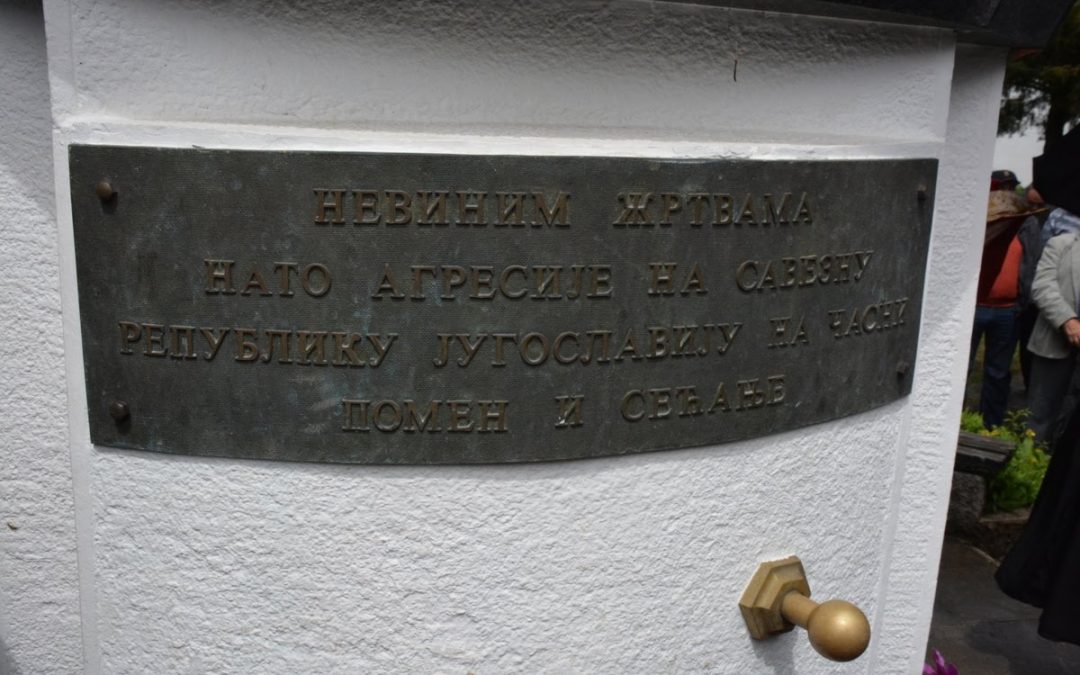 НЕВИНИМ ЖРТВАМА
НАТО АГРЕСИЈЕ НА САВЕЗНУ
РЕПУБЛИКУ ЈУГОСЛАВИЈУ НА ЧАСНИ
ПОМЕН И СЕЋАЊЕ